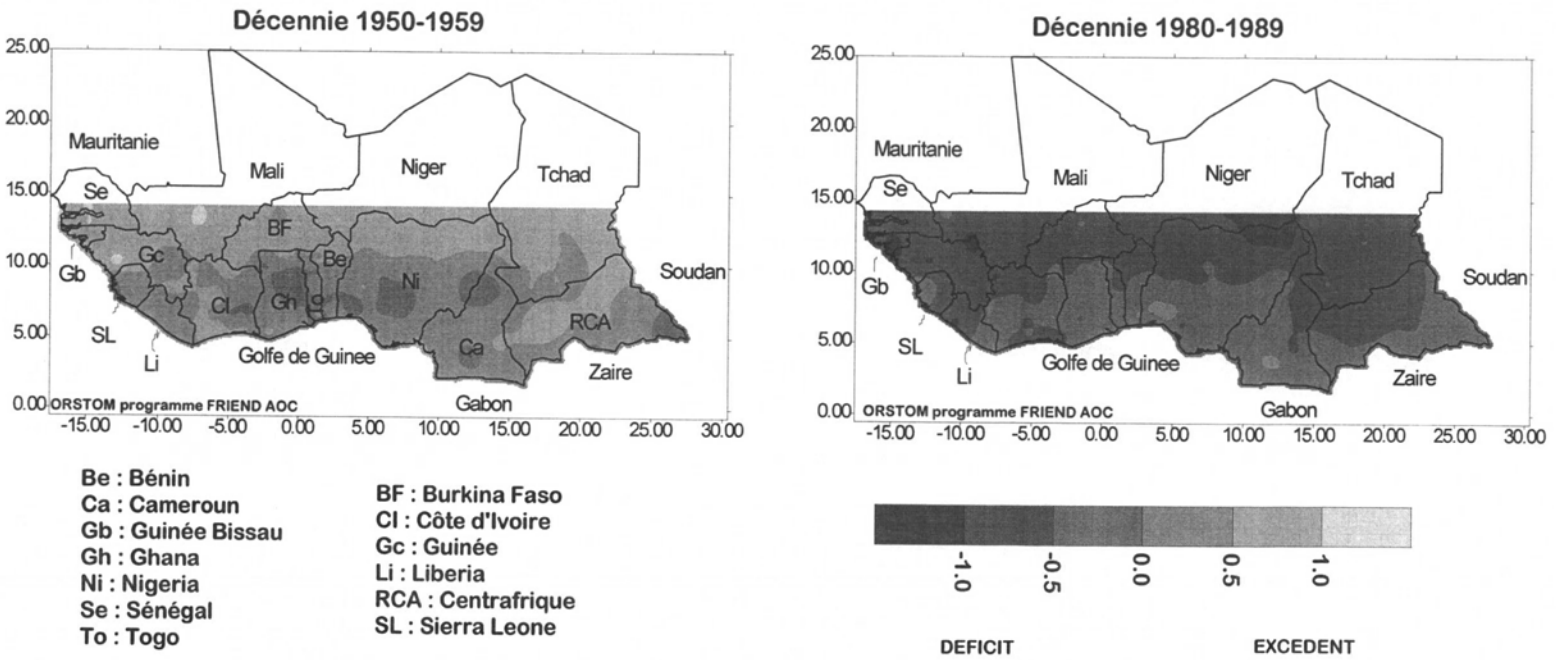 Décennie 1950-1959
25.00
20.00
15.00
10.00
5.00
0.00
Mauritanie
Mali
Niger
Tchad
Se
BF
Gc
Be
Ni
Soudan
Gb
CI
Gh
RCA
SL
Li
Golfe de Guinee
Ca
Zaire
Gabon
ORSTOM programme FRIEND AOC
-15.00 -10.00 -5.00 0.00 5.00 10.00 15.00 20.00 25.00 30.00
Décennie 1980-1989
25.00
20.00
15.00
10.00
5.00
0.00
Mauritanie
Mali
Niger
Tchad
Se
Soudan
Gb
SL
Li
Golfe de Guinee
Zaire
Gabon
ORSTOM programme FRIEND AOC
-15.00 -10.00 -5.00 0.00 5.00 10.00 15.00 20.00 25.00 30.00
Be : Bénin
Ca : Cameroun
Gb : Guinée Bissau
Gh : Ghana
Ni : Nigeria
Se : Sénégal
To : Togo
BF : Burkina Faso
CI : Côte d'Ivoire
Gc : Guinée
Li : Liberia
RCA : Centrafrique
SL : Sierra Leone
-1.0 -0.5 0.0 0.5 1.0
DEFICIT EXCEDENT